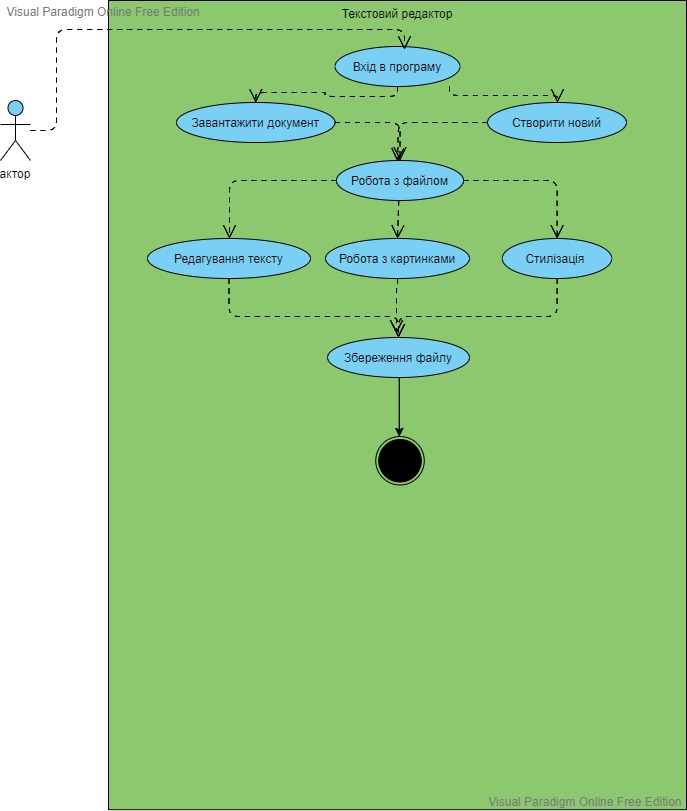 Visual Paradigm Online Free Edition
Текстовий редактор
Вхід в програму
Завантажити документ
Створити новий
актор
Робота з файлом
Редагування тексту
Робота з картинками
Стилізація
Збереження файлу
Visual Paradigm Online Free Edition